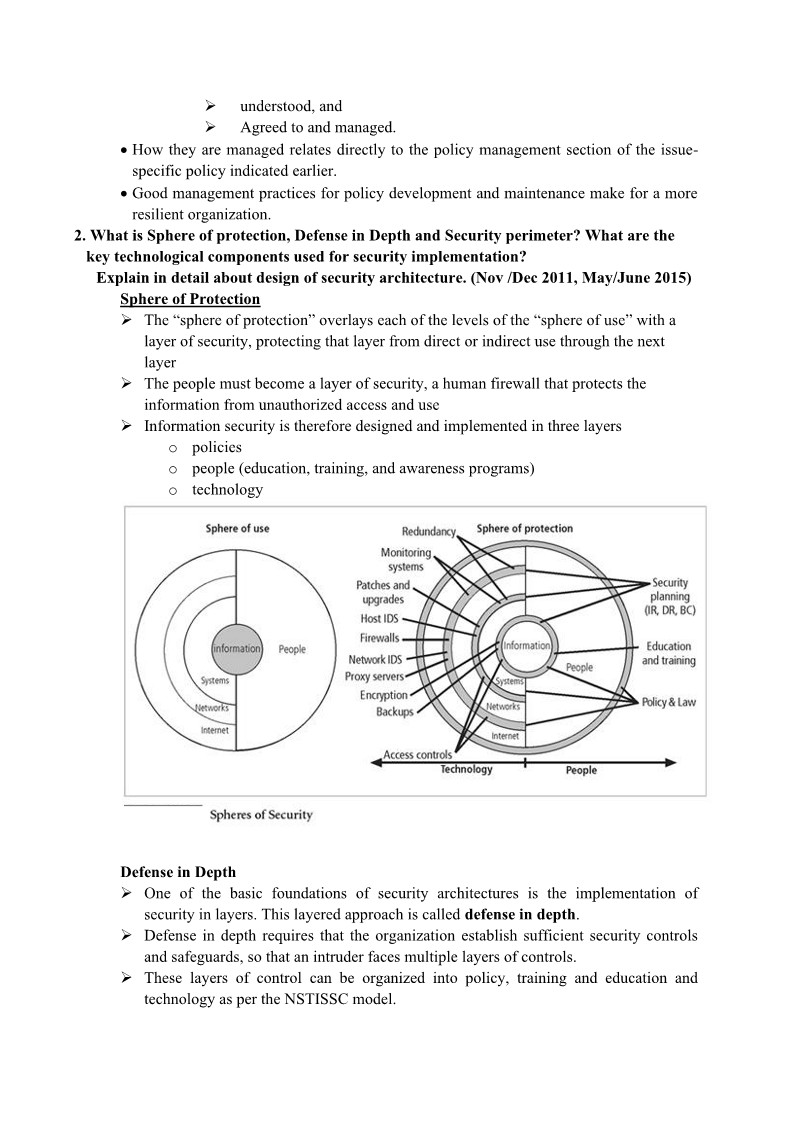 ➢ understood, and
➢ Agreed to and managed.
• How they are managed relates directly to the policy management section of the issue-
specific policy indicated earlier.
• Good management practices for policy development and maintenance make for a more
resilient organization.
2. What is Sphere of protection, Defense in Depth and Security perimeter? What are the
key technological components used for security implementation?
Explain in detail about design of security architecture. (Nov /Dec 2011, May/June 2015)
Sphere of Protection
➢ The “sphere of protection” overlays each of the levels of the “sphere of use” with a
layer of security, protecting that layer from direct or indirect use through the next
layer
➢ The people must become a layer of security, a human firewall that protects the
information from unauthorized access and use
➢ Information security is therefore designed and implemented in three layers
o policies
o people (education, training, and awareness programs)
o technology
Sphere of use
Information
People
Systems
Networks
Internet
Sphere of protection
Redundancy
Monitoring
systems
Patches and
upgrades
Host IDS
Firewalls
Network IDS
Proxy servers
Encryption
Backups
Access controls
Information
People
Systems
Networks
Internet
Security
planning
(IR, DR, BC)
Education
and training
Policy & Law
Technology
People
Spheres of Security
Defense in Depth
➢ One of the basic foundations of security architectures is the implementation of
security in layers. This layered approach is called defense in depth.
➢ Defense in depth requires that the organization establish sufficient security controls
and safeguards, so that an intruder faces multiple layers of controls.
➢ These layers of control can be organized into policy, training and education and
technology as per the NSTISSC model.